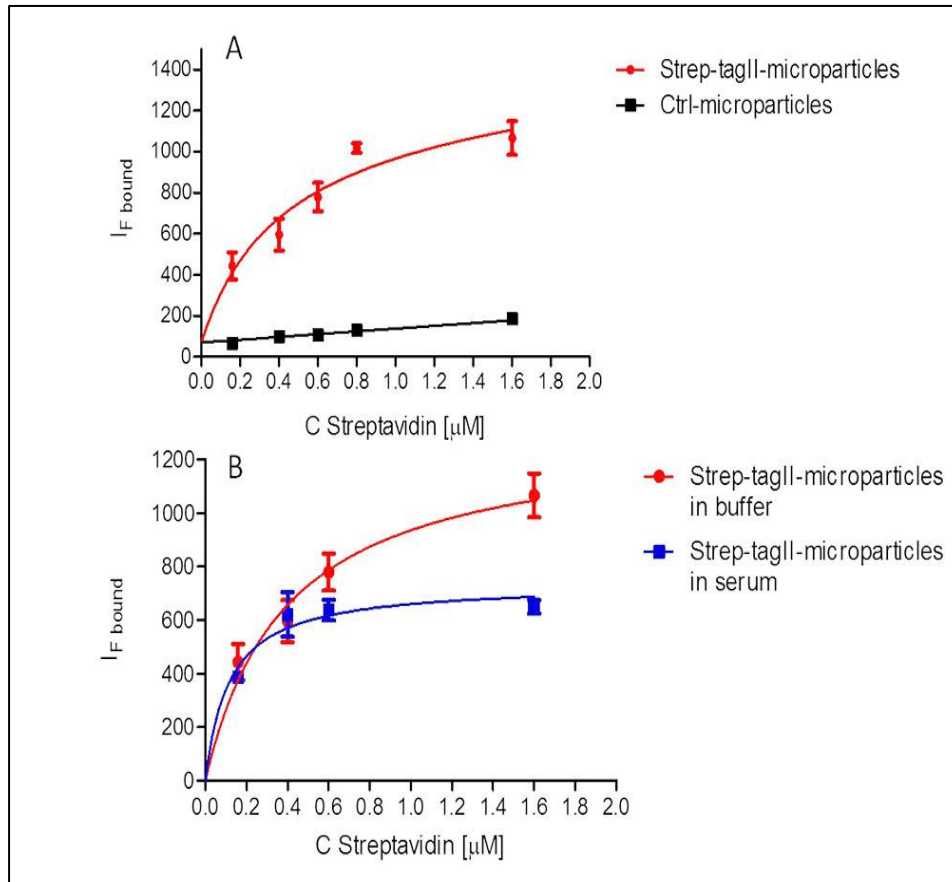 A
1400
1200
1000
800
600
400
200
0
0.0 0.2 0.4 0.6 0.8 1.0 1.2 1.4 1.6 1.8 2.0
I F bound
C Streptavidin [μM]
Strep-tagII-microparticles
Ctrl-microparticles
B
1200
1000
800
600
400
200
0
0.0 0.2 0.4 0.6 0.8 1.0 1.2 1.4 1.6 1.8 2.0
I F bound
C Streptavidin [μM]
Strep-tagII-microparticles
in buffer
Strep-tagII-microparticles
in serum